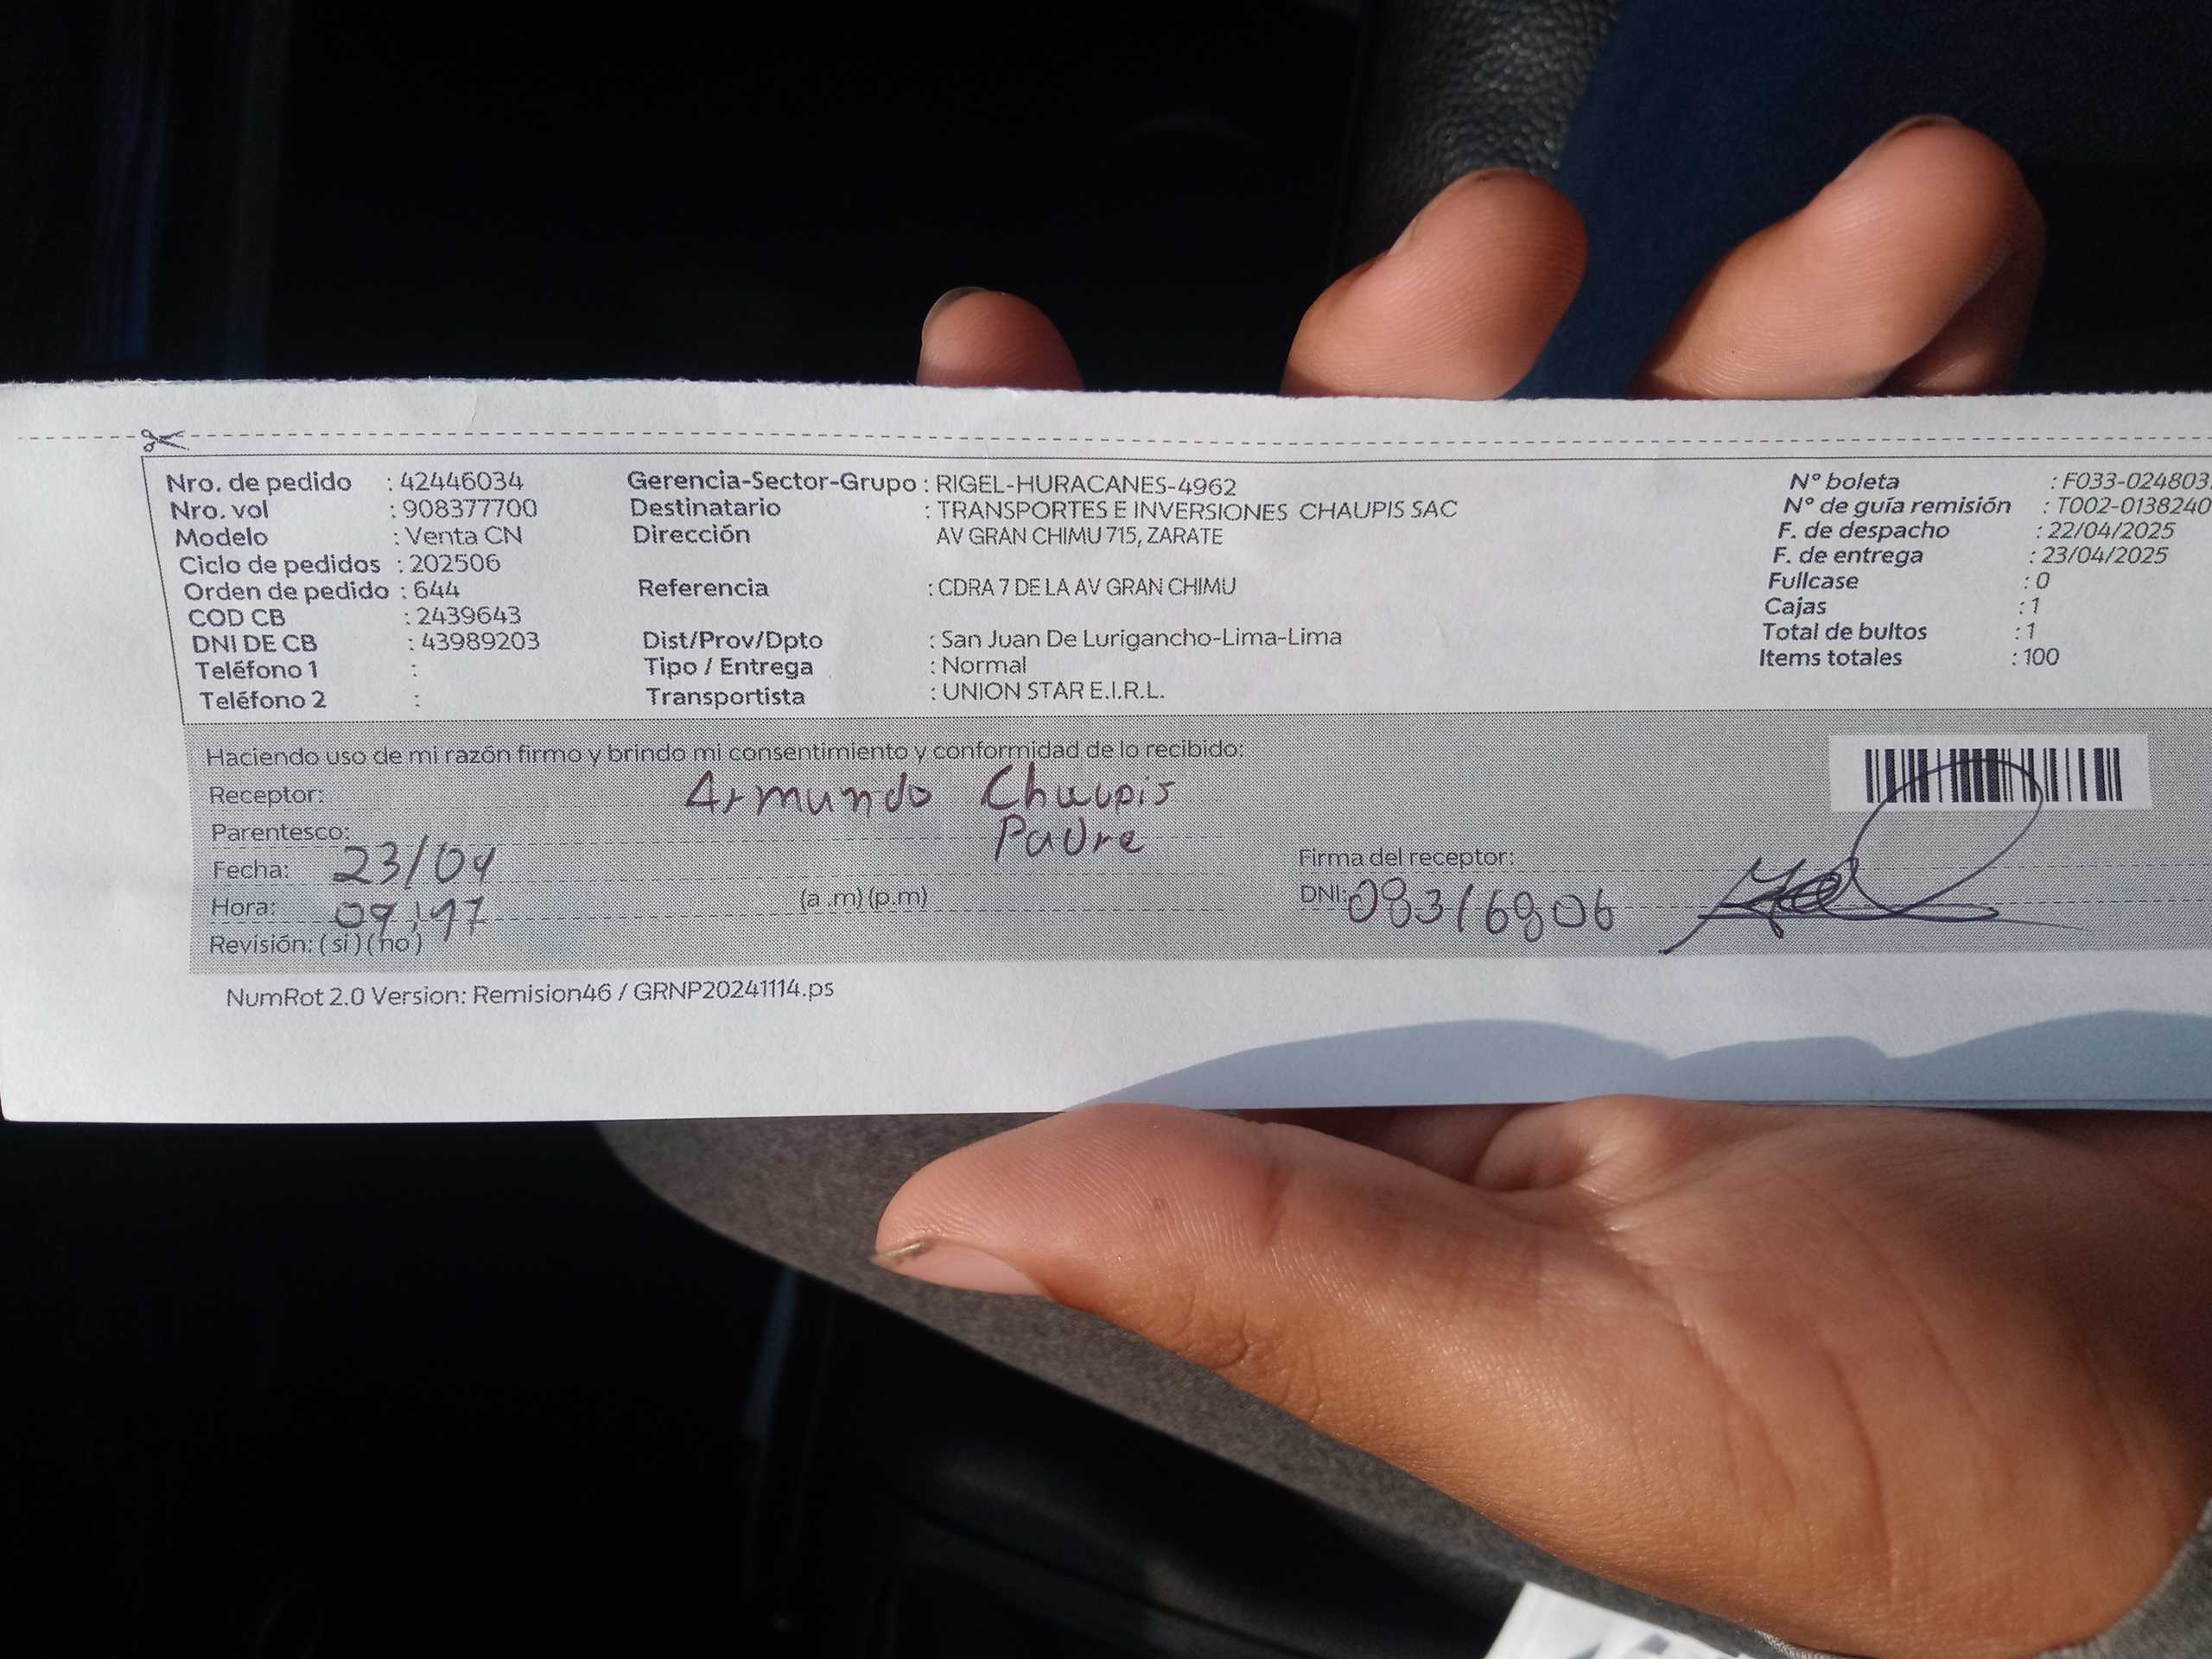 Nro. de pedido : 42446034
Nro. vol : 908377700
Modelo : Venta CN
Ciclo de pedidos : 202506
Orden de pedido : 644
COD CB : 2439643
DNI DE CB : 43989203
Teléfono 1 :
Teléfono 2 :
Gerencia-Sector-Grupo : RIGEL-HURACANES-4962
Destinatario : TRANSPORTES E INVERSIONES CHAUPIS SAC
Dirección AV GRAN CHIMU 715, ZARATE
Referencia : CDRA 7 DE LA AV GRAN CHIMU
Dist/Prov/Dpto : San Juan De Lurigancho-Lima-Lima
Tipo / Entrega : Normal
Transportista : UNION STAR E.I.R.L.
N° boleta : F033-024803
N° de guía remisión : T002-0138240
F. de despacho : 22/04/2025
F. de entrega : 23/04/2025
Fullcase : 0
Cajas : 1
Total de bultos : 1
Items totales : 100
Haciendo uso de mi razón firmo y brindo mi consentimiento y conformidad de lo recibido:
Receptor: Armando Chaupis
Parentesco: Padre
Fecha: 23/04
Hora: (a.m) (p.m)
Revisión: (si) (no)
Firma del receptor:
DNI:
NumRot 2.0 Version: Remision46 / GRNP20241114.ps